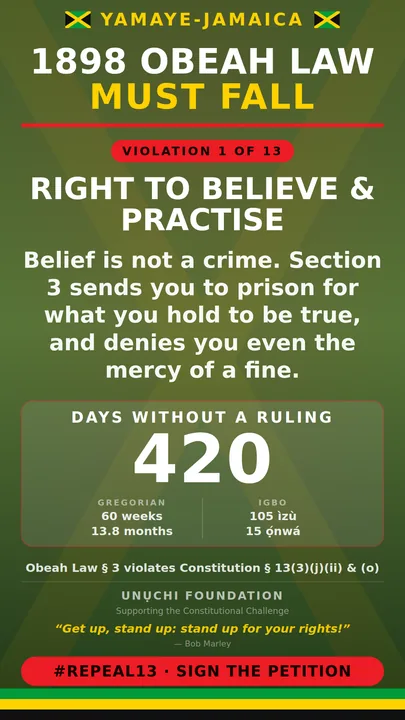 YAMAYE-JAMAICA
1898 OBEAH LAW
MUST FALL
VIOLATION 1 OF 13
RIGHT TO BELIEVE &
PRACTISE
Belief is not a crime. Section
3 sends you to prison for
what you hold to be true,
and denies you even the
mercy of a fine.
DAYS WITHOUT A RULING
420
GREGORIAN
60 weeks
13.8 months
IGBO
105 ìzù
15 ọ́nwá
Obeah Law § 3 violates Constitution § 13(3)(j)(ii) & (o)
UNỤCHI FOUNDATION
Supporting the Constitutional Challenge
“Get up, stand up: stand up for your rights!”
— Bob Marley
#REPEAL13 · SIGN THE PETITION